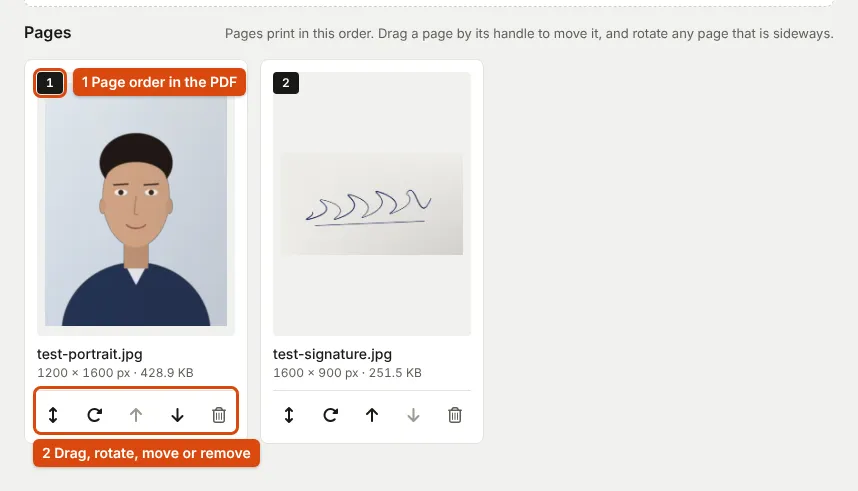 Pages
Pages print in this order. Drag a page by its handle to move it, and rotate any page that is sideways.
1
1 Page order in the PDF
2
test-portrait.jpg
1200 × 1600 px · 428.9 KB
test-signature.jpg
1600 × 900 px · 251.5 KB
2 Drag, rotate, move or remove